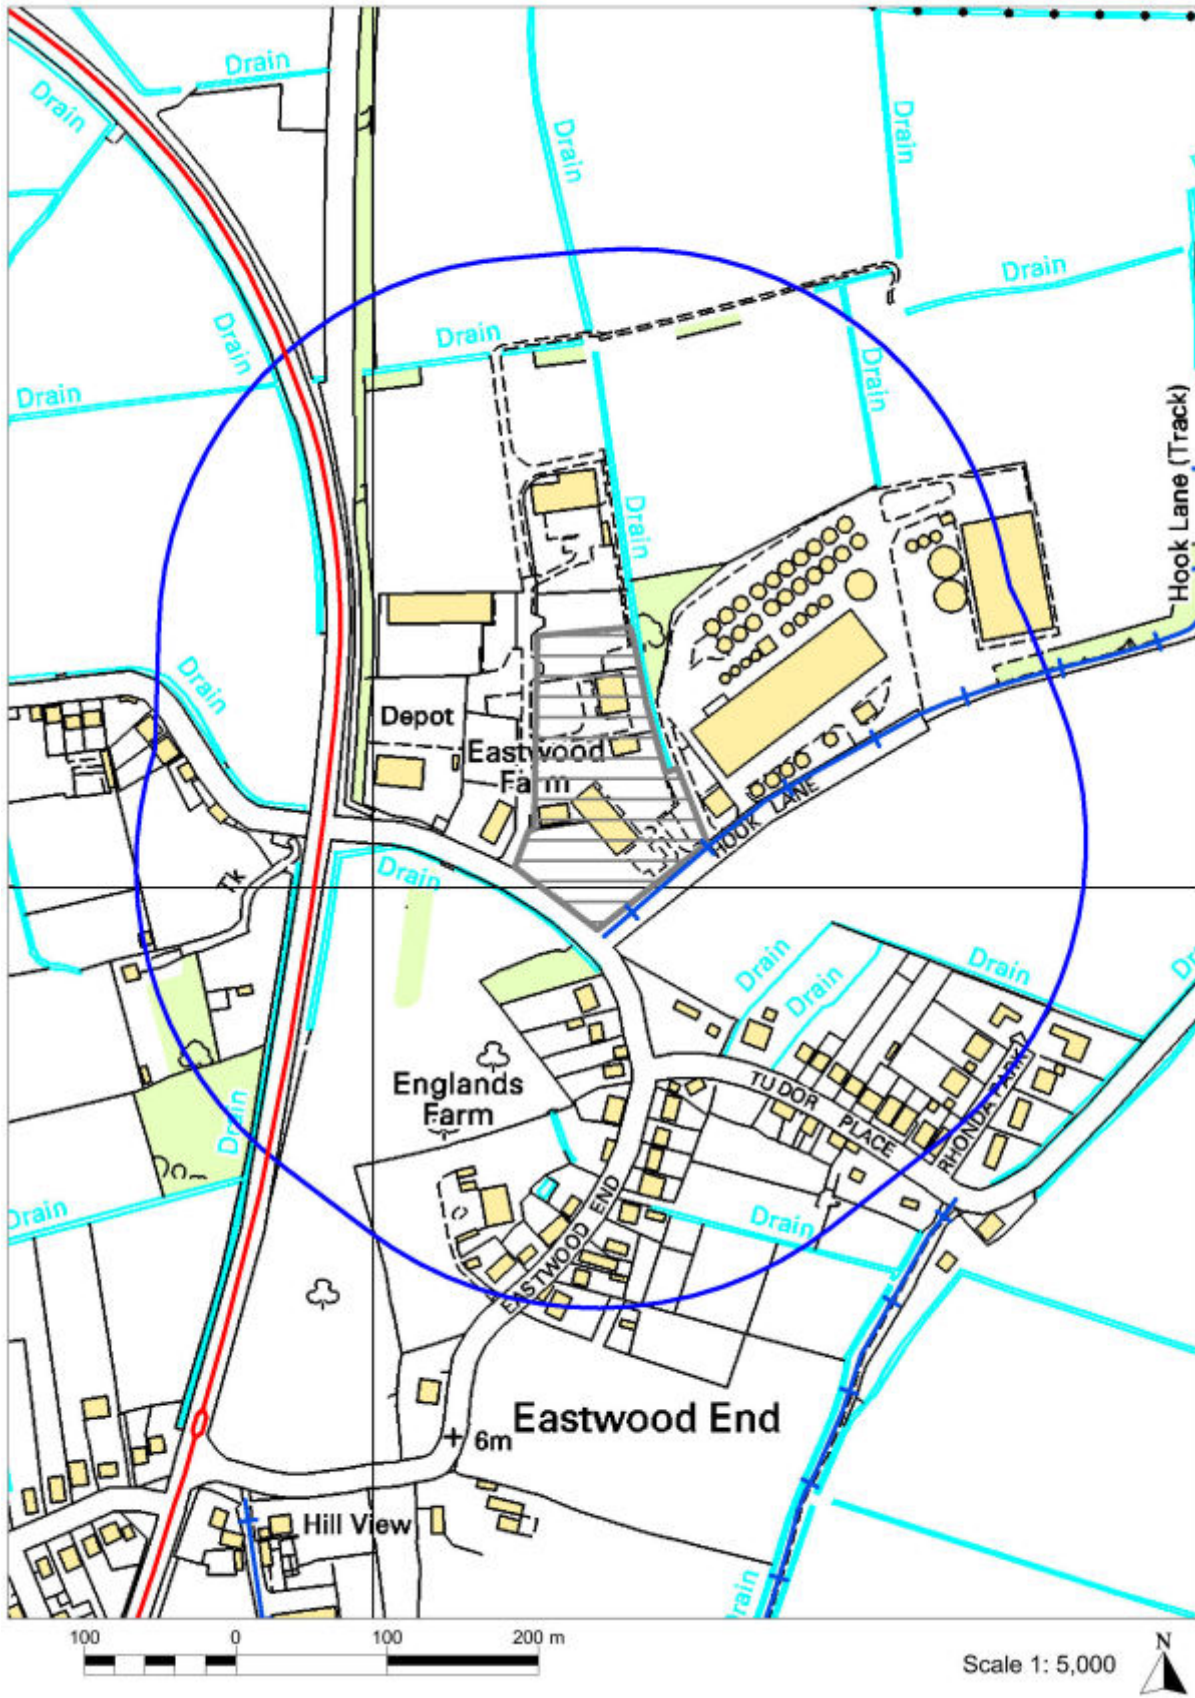 Drain
Drain
Drain
Drain
Drain
Drain
Drain
Drain
Drain
Hook Lane (Track)
Drain
Drain
Depot
Eastwood
Farm
HOOK LANE
Drain
Tk
Drain
Drain
Drain
Dr
Englands
Farm
TUDOR PLACE
RHONDA PARK
Drain
Drain
EASTWOOD END
Drain
Eastwood End
6m
Hill View
Drain
100 0 100 200 m
Scale 1: 5,000
N